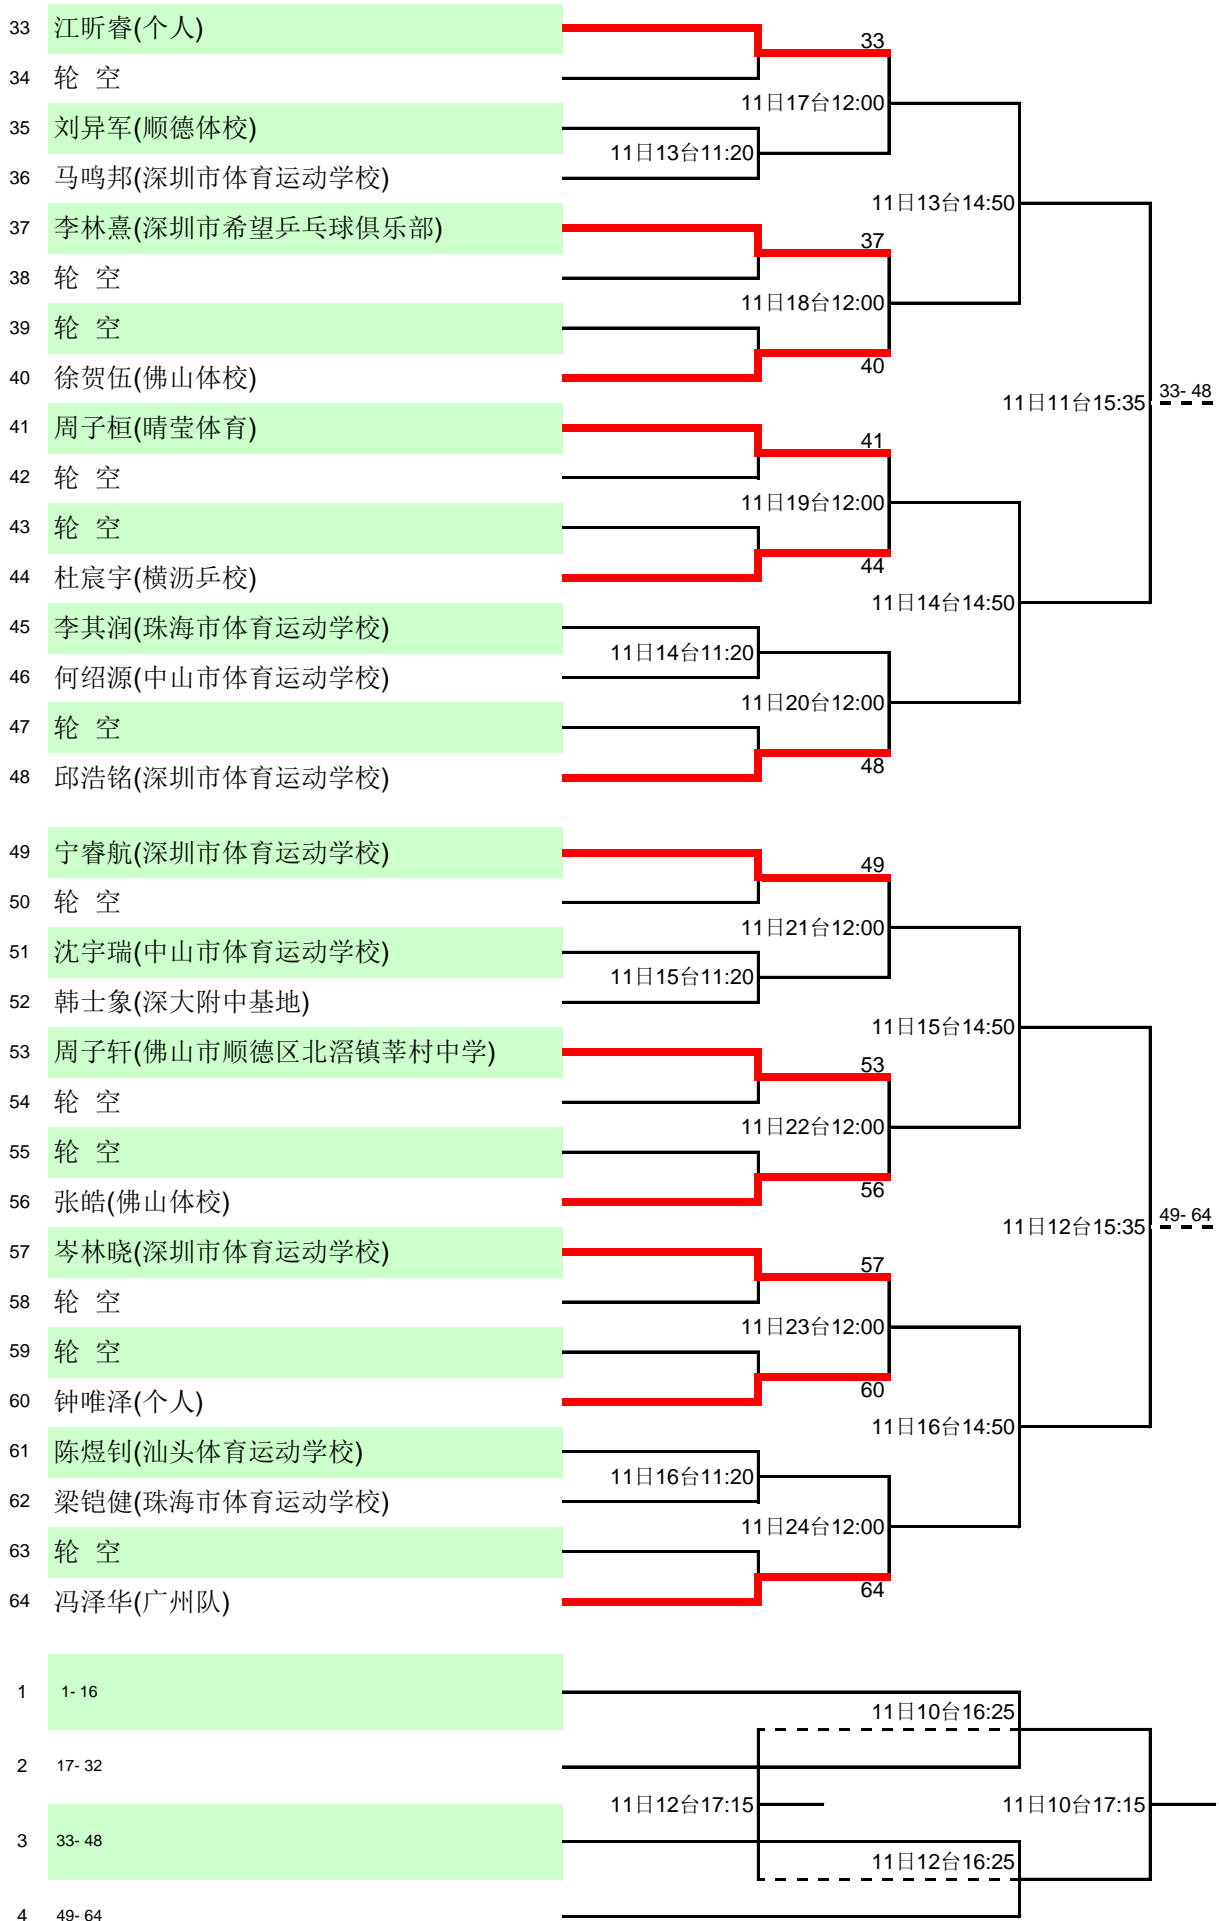 33 江昕睿(个人)
33
34 轮 空
11日17台12:00
35 刘异军(顺德体校)
11日13台11:20
36 马鸣邦(深圳市体育运动学校)
11日13台14:50
37 李林熹(深圳市希望乒乓球俱乐部)
37
38 轮 空
11日18台12:00
39 轮 空
40
40 徐贺伍(佛山体校)
11日11台15:35
33- 48
41 周子桓(晴莹体育)
41
42 轮 空
11日19台12:00
43 轮 空
44
44 杜宸宇(横沥乒校)
11日14台14:50
45 李其润(珠海市体育运动学校)
11日14台11:20
46 何绍源(中山市体育运动学校)
11日20台12:00
47 轮 空
48
48 邱浩铭(深圳市体育运动学校)
49 宁睿航(深圳市体育运动学校)
49
50 轮 空
11日21台12:00
51 沈宇瑞(中山市体育运动学校)
11日15台11:20
52 韩士象(深大附中基地)
11日15台14:50
53 周子轩(佛山市顺德区北滘镇莘村中学)
53
54 轮 空
11日22台12:00
55 轮 空
56
56 张皓(佛山体校)
11日12台15:35
49- 64
57 岑林晓(深圳市体育运动学校)
57
58 轮 空
11日23台12:00
59 轮 空
60
60 钟唯泽(个人)
11日16台14:50
61 陈煜钊(汕头体育运动学校)
11日16台11:20
62 梁铠健(珠海市体育运动学校)
11日24台12:00
63 轮 空
64
64 冯泽华(广州队)
1 1- 16
11日10台16:25
2 17- 32
11日12台17:15
11日10台17:15
3 33- 48
11日12台16:25
4 49- 64